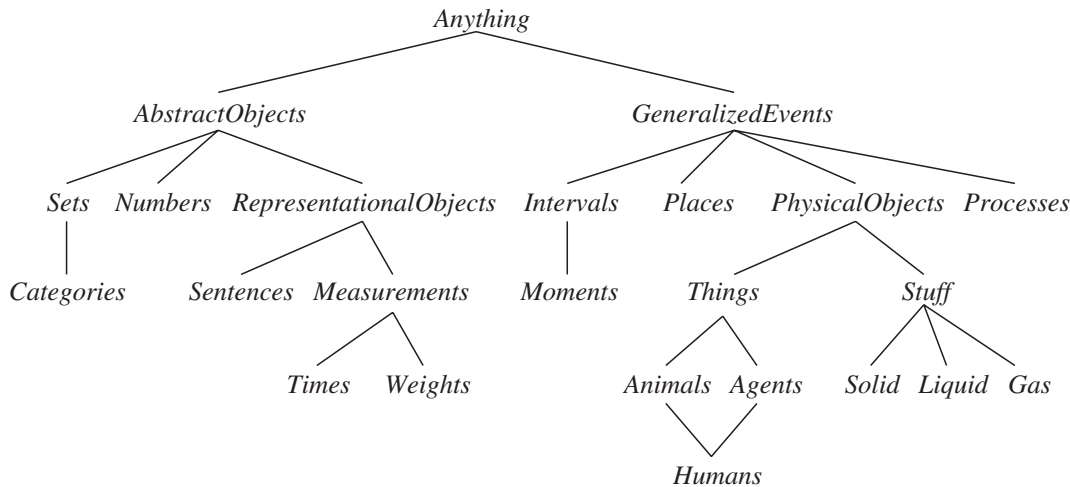 Anything
AbstractObjects GeneralizedEvents
Sets Numbers RepresentationalObjects Intervals Places PhysicalObjects Processes
Categories Sentences Measurements Moments Things Stuff
Times Weights Animals Agents Solid Liquid Gas
Humans